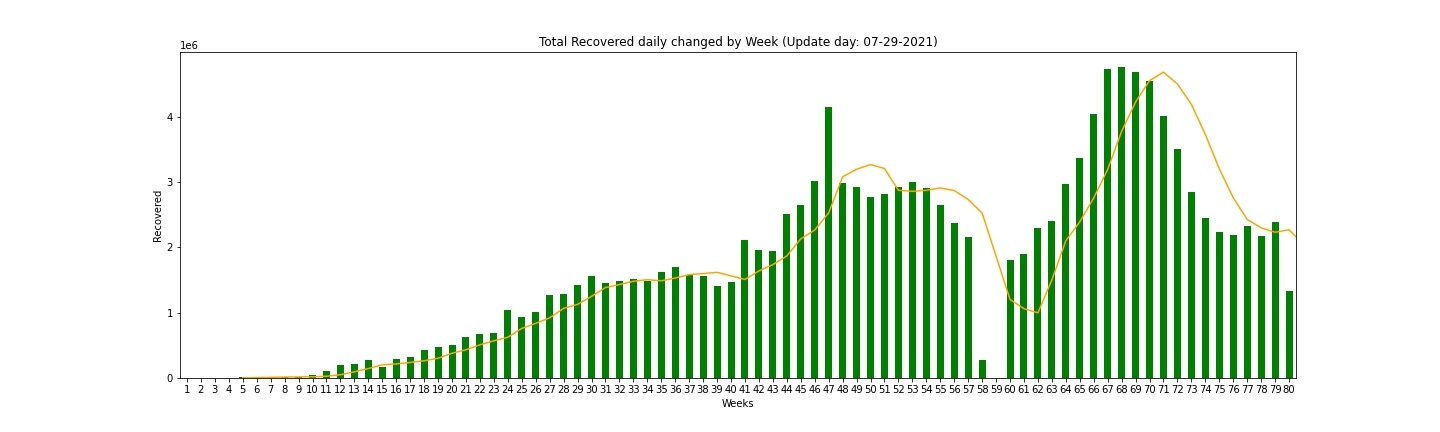 Total Recovered daily changed by Week (Update day: 07-29-2021)
1e6
4
3
2
1
0
Recovered
1 2 3 4 5 6 7 8 9 10 11 12 13 14 15 16 17 18 19 20 21 22 23 24 25 26 27 28 29 30 31 32 33 34 35 36 37 38 39 40 41 42 43 44 45 46 47 48 49 50 51 52 53 54 55 56 57 58 59 60 61 62 63 64 65 66 67 68 69 70 71 72 73 74 75 76 77 78 79 80
Weeks